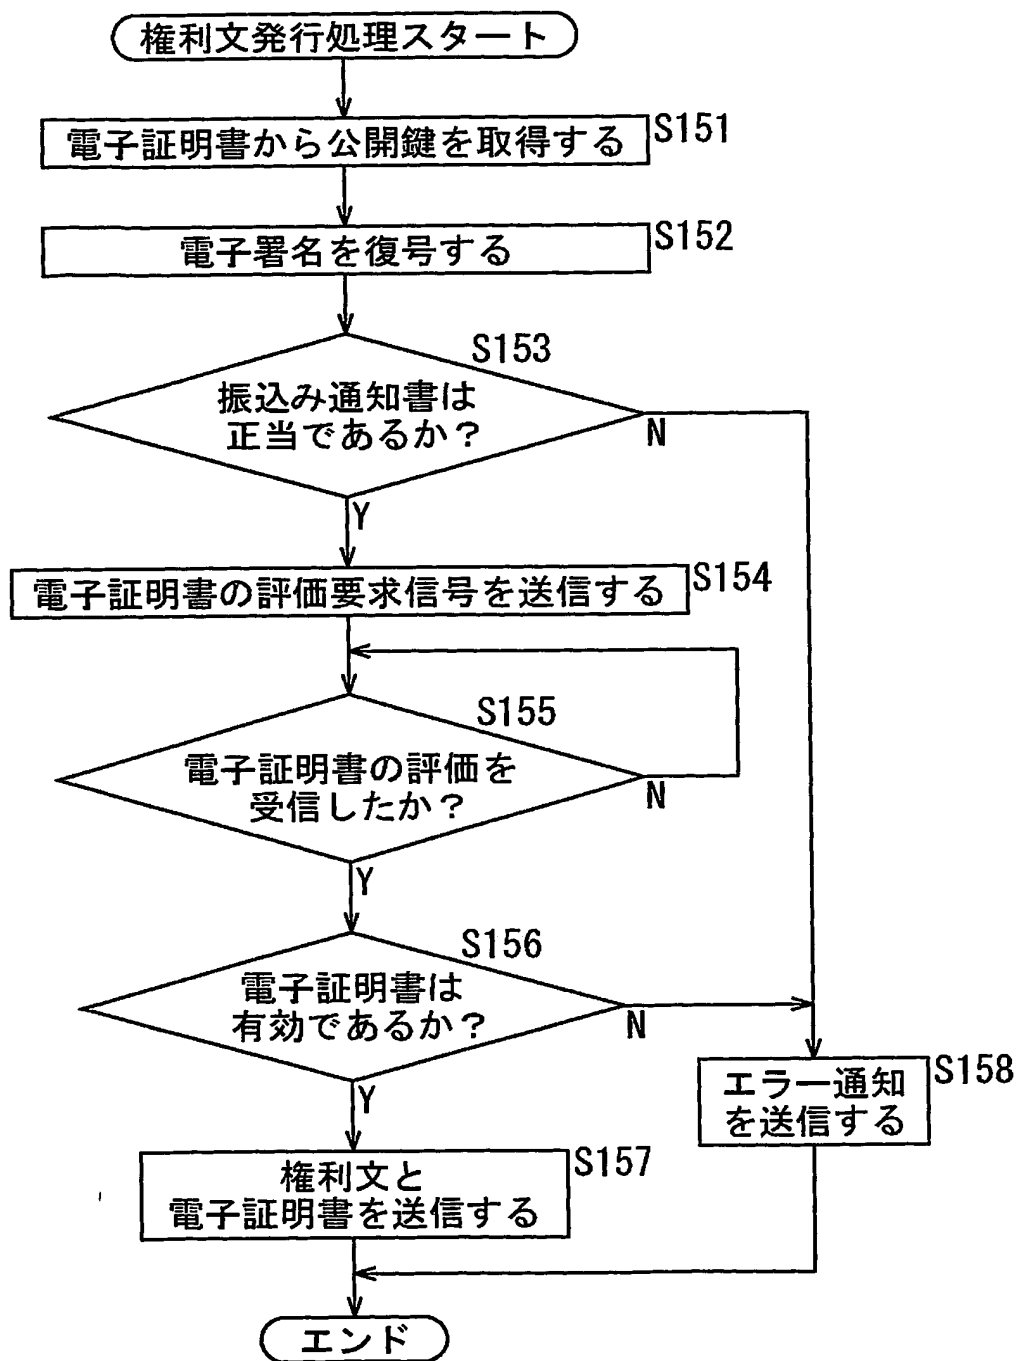 権利文発行処理スタート
電子証明書から公開鍵を取得する
S151
電子署名を復号する
S152
S153
振込み通知書は
正当であるか？
N
Y
電子証明書の評価要求信号を送信する
S154
S155
電子証明書の評価を
受信したか？
N
Y
S156
電子証明書は
有効であるか？
N
Y
エラー通知
を送信する
S158
権利文と
電子証明書を送信する
S157
エンド